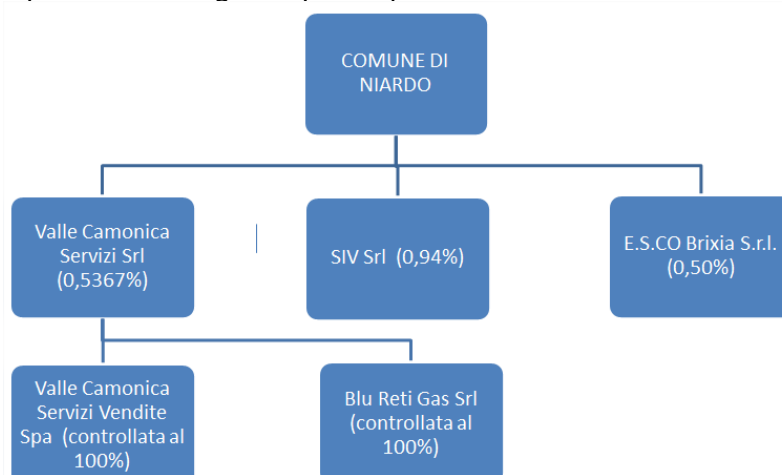 COMUNE DI
NIARDO
Valle Camonica
Servizi Srl
(0,5367%)
SIV Srl (0,94%)
E.S.CO Brixia S.r.l.
(0,50%)
Valle Camonica
Servizi Vendite
Spa (controllata al
100%)
Blu Reti Gas Srl
(controllata al
100%)